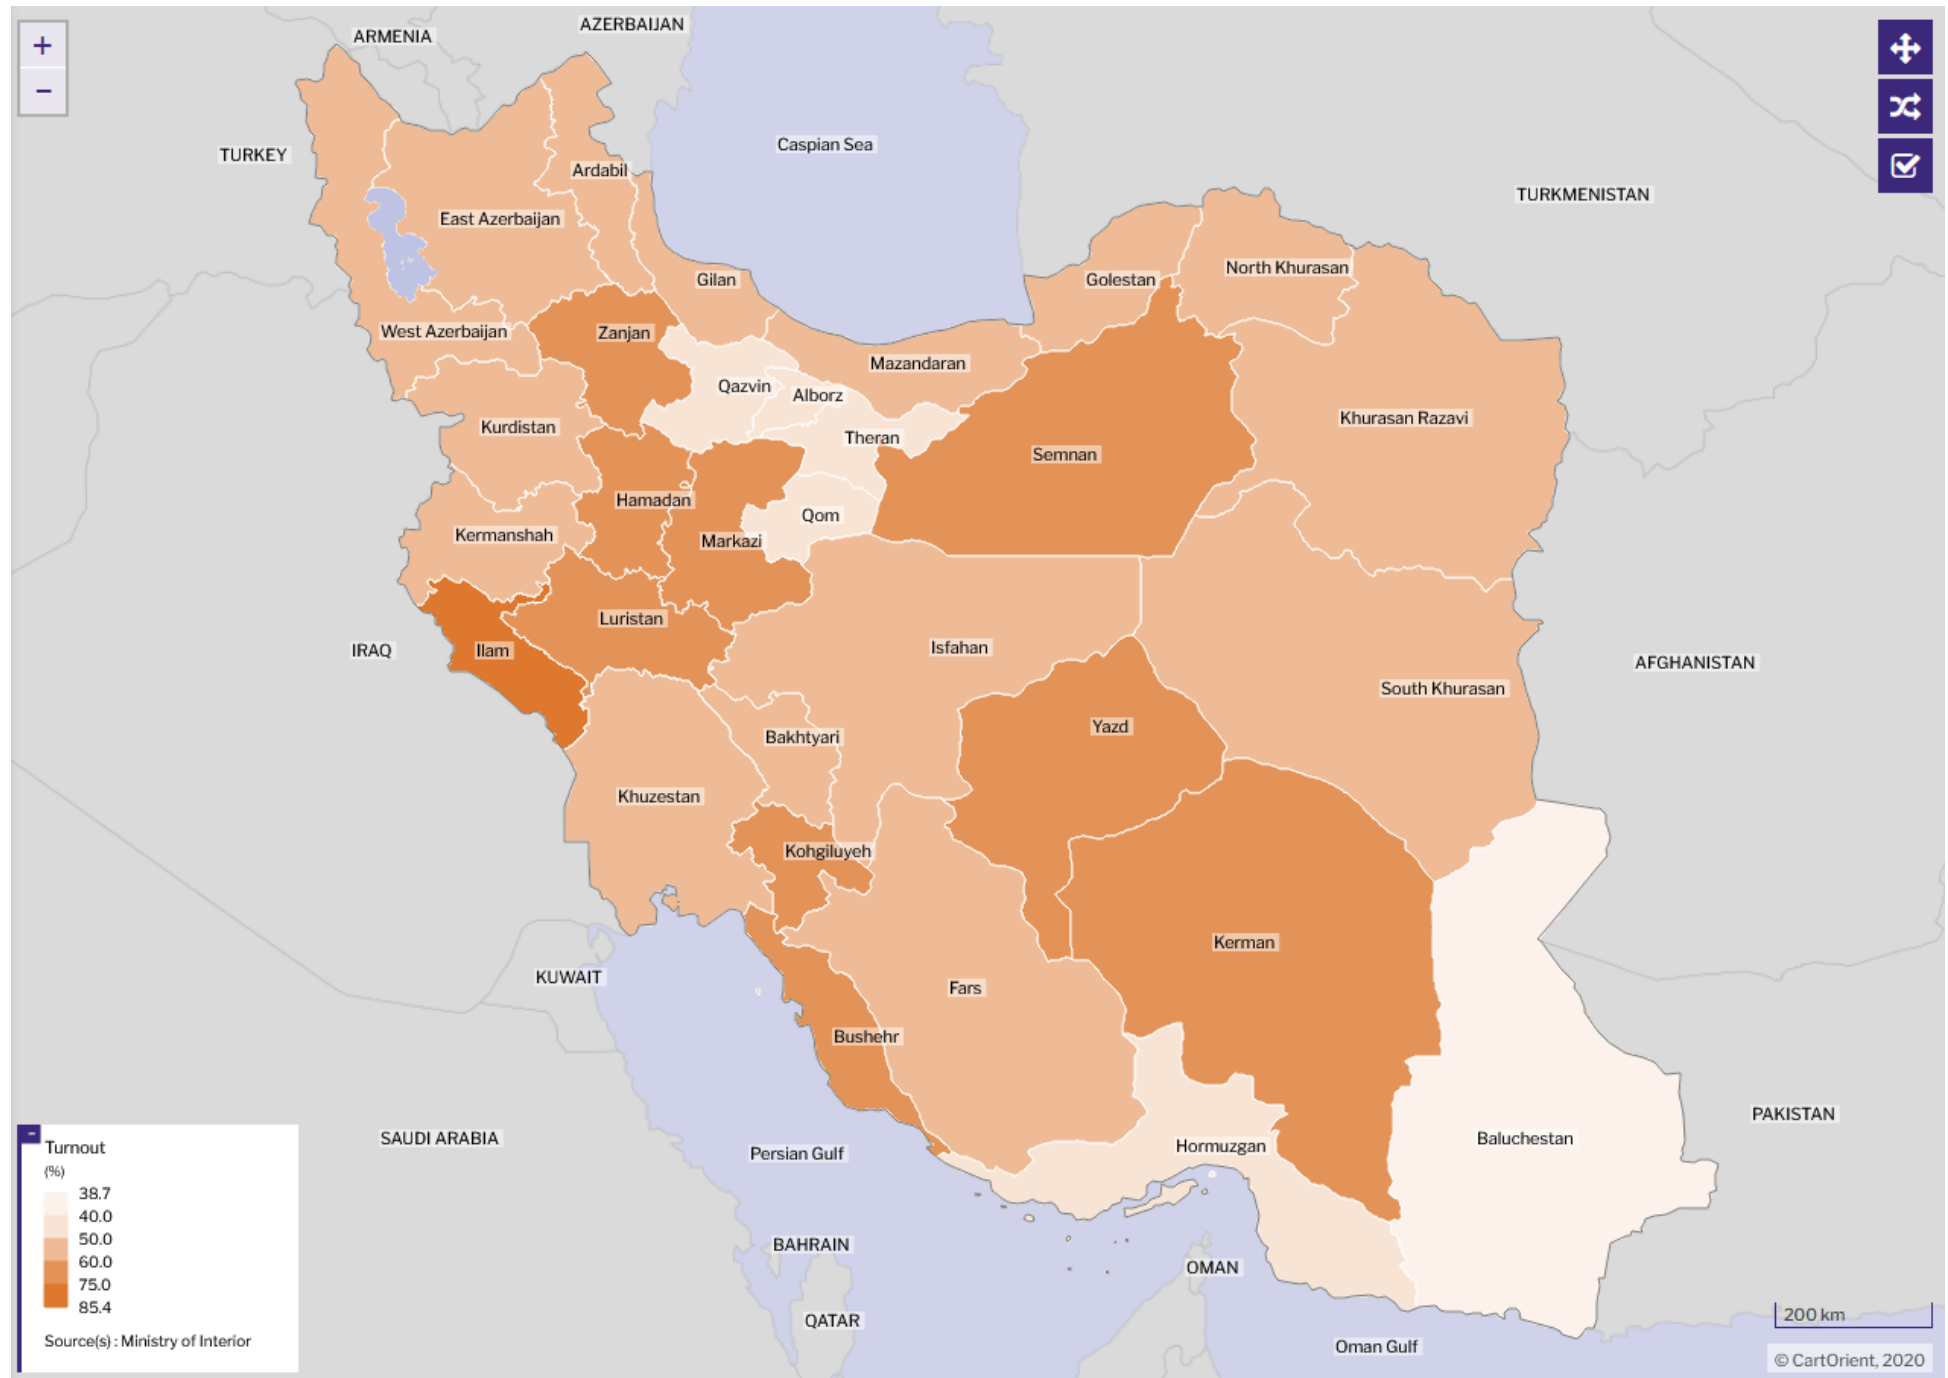 +
−
ARMENIA
AZERBAIJAN
TURKEY
Caspian Sea
TURKMENISTAN
Ardabil
East Azerbaijan
Gilan
Golestan
North Khurasan
West Azerbaijan
Zanjan
Mazandaran
Qazvin
Alborz
Khurasan Razavi
Kurdistan
Theran
Semnan
Hamadan
Qom
Kermanshah
Markazi
Luristan
IRAQ
Ilam
Isfahan
AFGHANISTAN
South Khurasan
Yazd
Bakhtyari
Khuzestan
Kohgiluyeh
Kerman
KUWAIT
Fars
Bushehr
PAKISTAN
SAUDI ARABIA
Baluchestan
Hormuzgan
Persian Gulf
BAHRAIN
OMAN
QATAR
Oman Gulf
-
Turnout
(%)
38.7
40.0
50.0
60.0
75.0
85.4
Source(s) : Ministry of Interior
200 km
© CartOrient, 2020